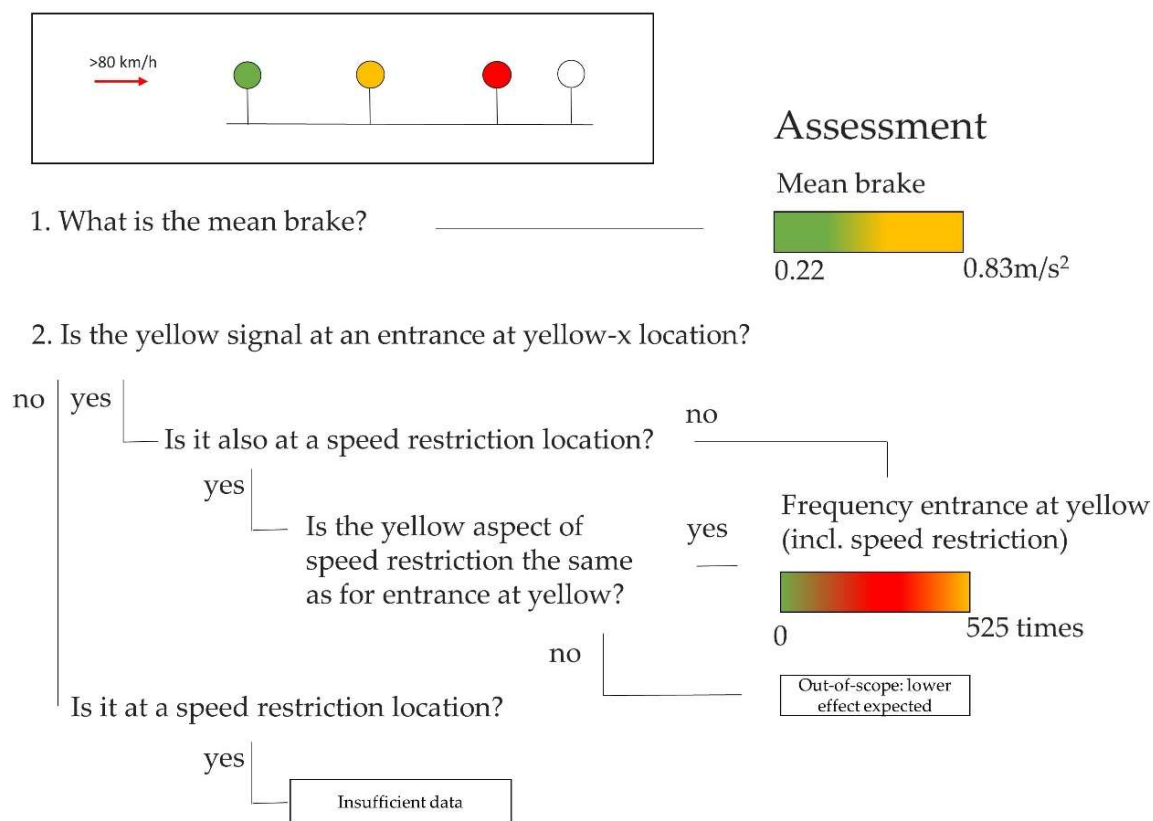 >80 km/h
Assessment
Mean brake
1. What is the mean brake?
0.22
0.83m/s²
2. Is the yellow signal at an entrance at yellow-x location?
no
yes
no
Is it also at a speed restriction location?
yes
Frequency entrance at yellow
(incl. speed restriction)
Is the yellow aspect of
speed restriction the same
as for entrance at yellow?
yes
0
525 times
no
Out-of-scope: lower
effect expected
Is it at a speed restriction location?
yes
Insufficient data